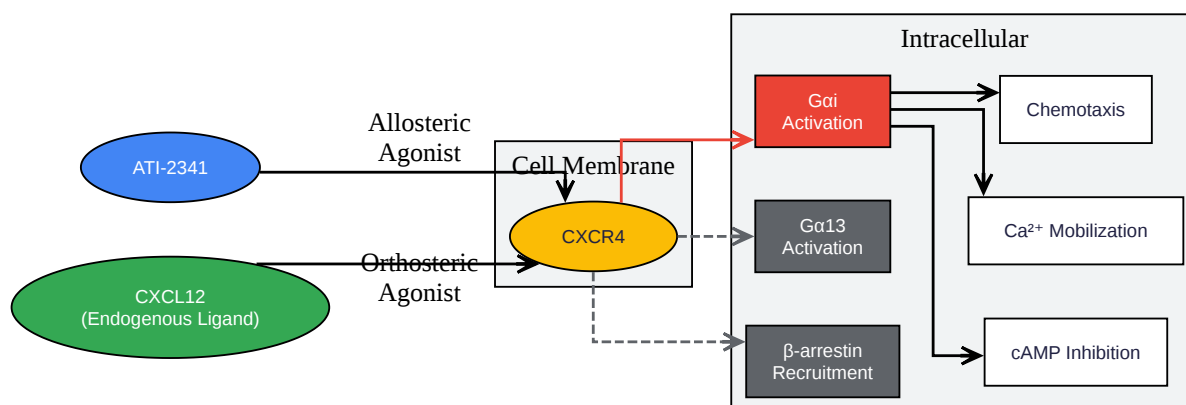 Intracellular
Gαi
Activation
Chemotaxis
Allosteric
Agonist
ATI-2341
Cell Membrane
CXCR4
Gα13
Activation
Ca²⁺ Mobilization
Orthosteric
Agonist
CXCL12
(Endogenous Ligand)
β-arrestin
Recruitment
cAMP Inhibition